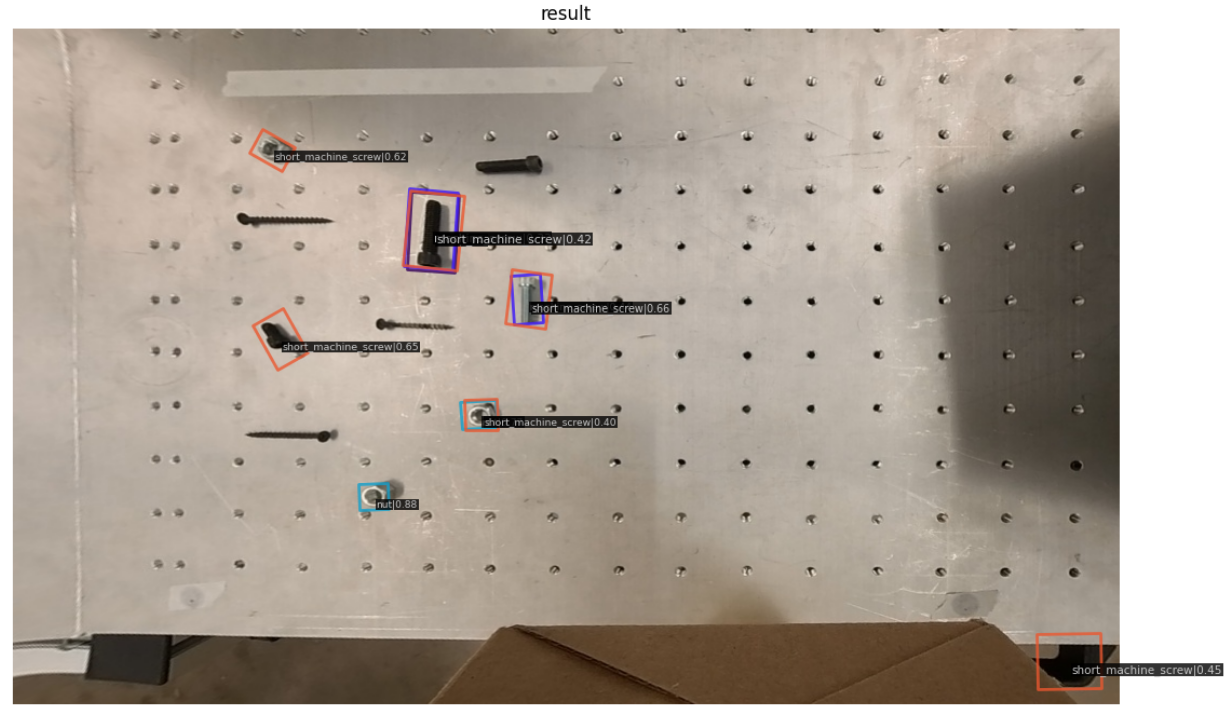 result
short_machine_screw|0.62
short_machine_screw|0.42
short_machine_screw|0.66
short_machine_screw|0.65
short_machine_screw|0.40
nut|0.88
short_machine_screw|0.45